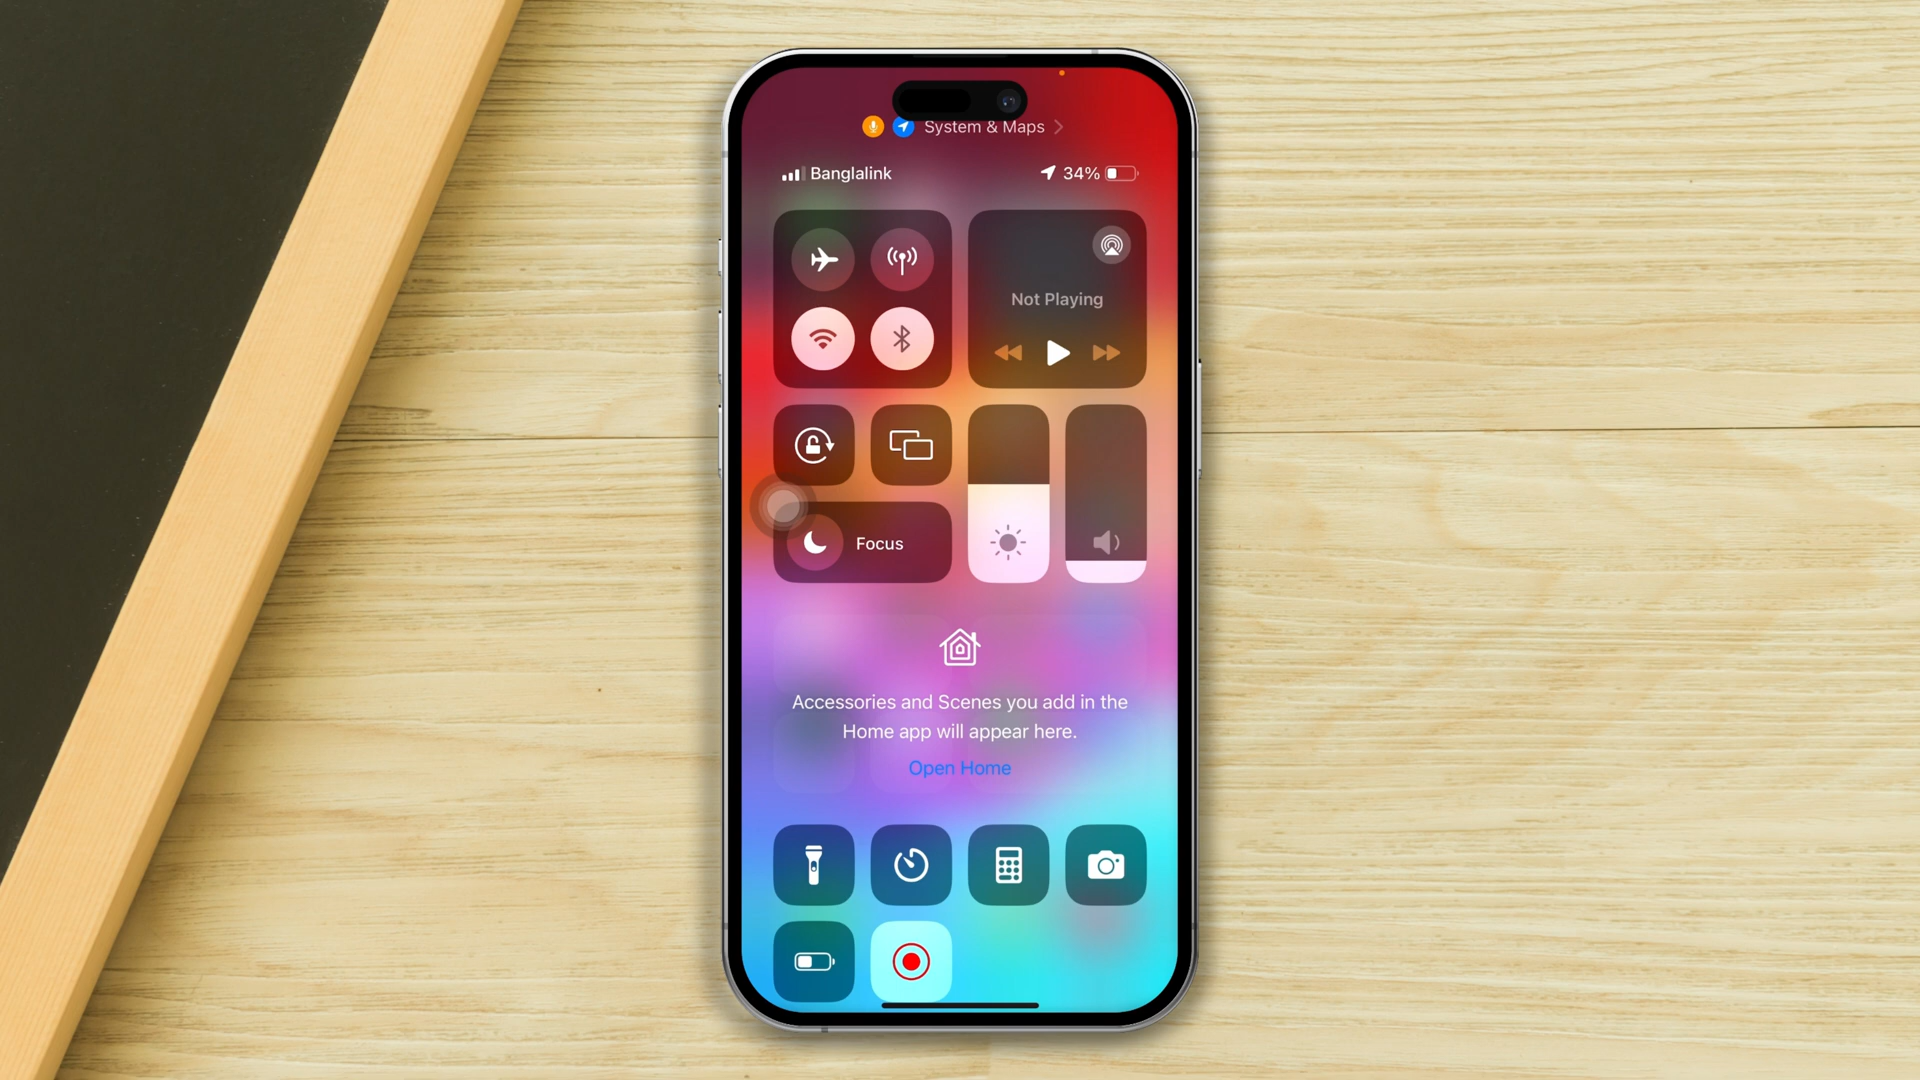 System & Maps
Banglalink
34%
Not Playing
Focus
Accessories and Scenes you add in the
Home app will appear here.
Open Home